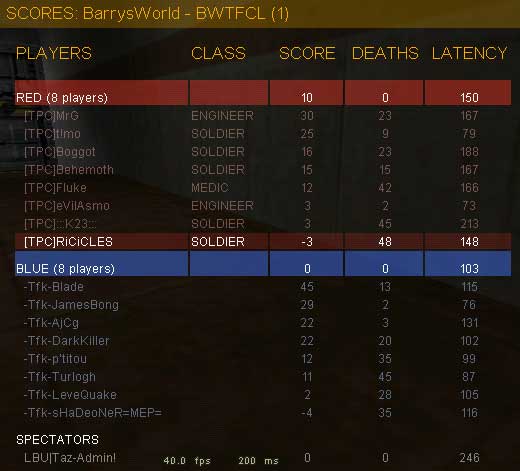 SCORES: BarrysWorld - BWTFCL (1)
PLAYERS CLASS SCORE DEATHS LATENCY
RED (8 players) 10 0 150
[TPC]MrG ENGINEER 30 23 167
[TPC]t!mo SOLDIER 25 9 79
[TPC]Boggot SOLDIER 16 23 188
[TPC]Behemoth SOLDIER 15 15 167
[TPC]Fluke MEDIC 12 42 166
[TPC]eVilAsmo ENGINEER 3 2 73
[TPC]:::K23::: SOLDIER 3 45 213
[TPC]RiCiCLES SOLDIER -3 48 148
BLUE (8 players) 0 0 103
-Tfk-Blade 45 13 115
-Tfk-JamesBong 29 2 76
-Tfk-AjCg 22 3 131
-Tfk-DarkKiller 22 20 102
-Tfk-p'titou 12 35 99
-Tfk-Turlogh 11 45 87
-Tfk-LeveQuake 2 28 105
-Tfk-sHaDeoNeR=MEP= -4 35 116
SPECTATORS
LBU|Taz-Admin! 0 0 246
40.0 fps 200 ms